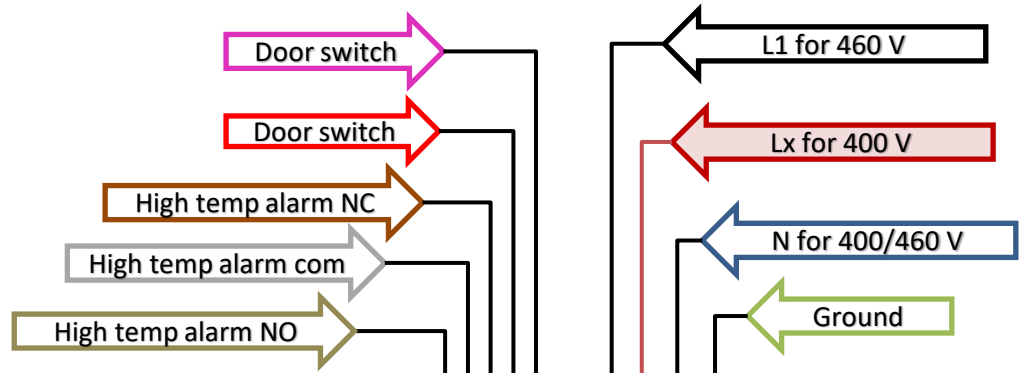 Door switch
Door switch
High temp alarm NC
High temp alarm com
High temp alarm NO
L1 for 460 V
Lx for 400 V
N for 400/460 V
Ground